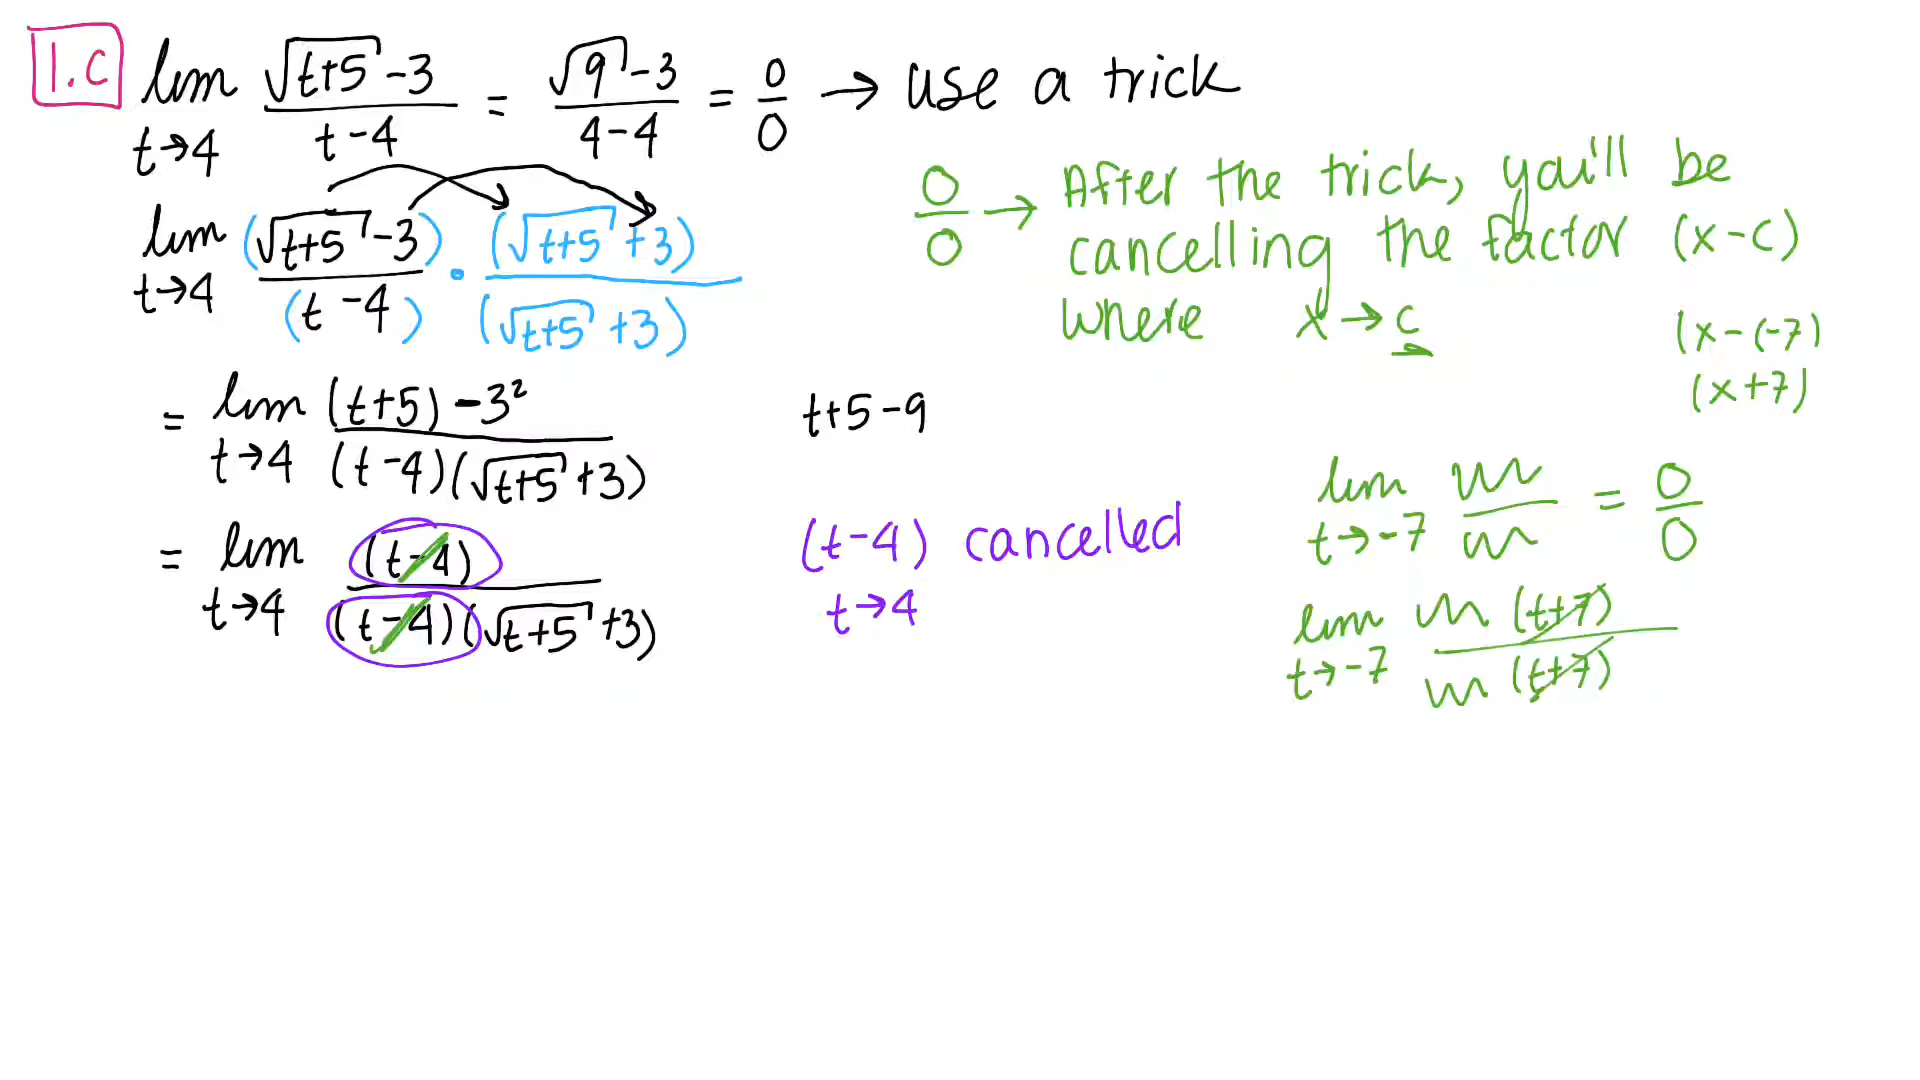 1.C lim t→4 (√(t+5) -3)/(t-4) = (√9 -3)/(4-4) = 0/0 → use a trick
0/0 → After the trick, you'll be
cancelling the factor (x-c)
where x→c
(x-(-7)
(x+7)
lim t→4 (√(t+5) -3)/(t-4) · (√(t+5) +3)/(√(t+5) +3)
= lim t→4 ((t+5) -3²)/((t-4)(√(t+5) +3))
t+5-9
= lim t→4 (t-4)/((t-4)(√(t+5) +3))
(t-4) cancelled
t→4
lim t→-7 = 0/0
lim t→-7 (t+7)/(t+7)